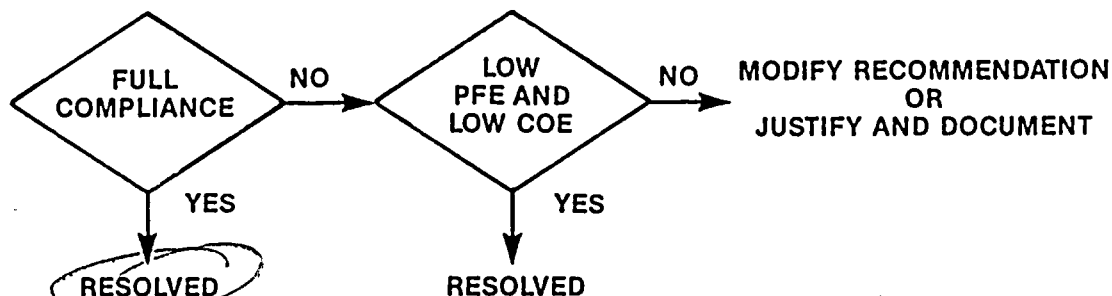 FULL
COMPLIANCE
NO
LOW
PFE AND
LOW COE
NO
MODIFY RECOMMENDATION
OR
JUSTIFY AND DOCUMENT
YES
YES
RESOLVED
RESOLVED